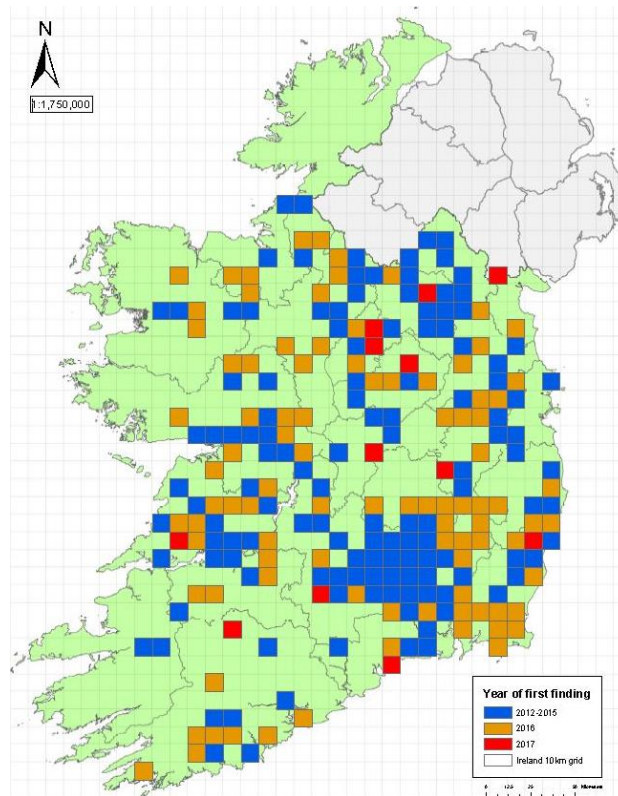 N
1:1,750,000
Year of first finding
2012-2015
2016
2017
Ireland 10km grid